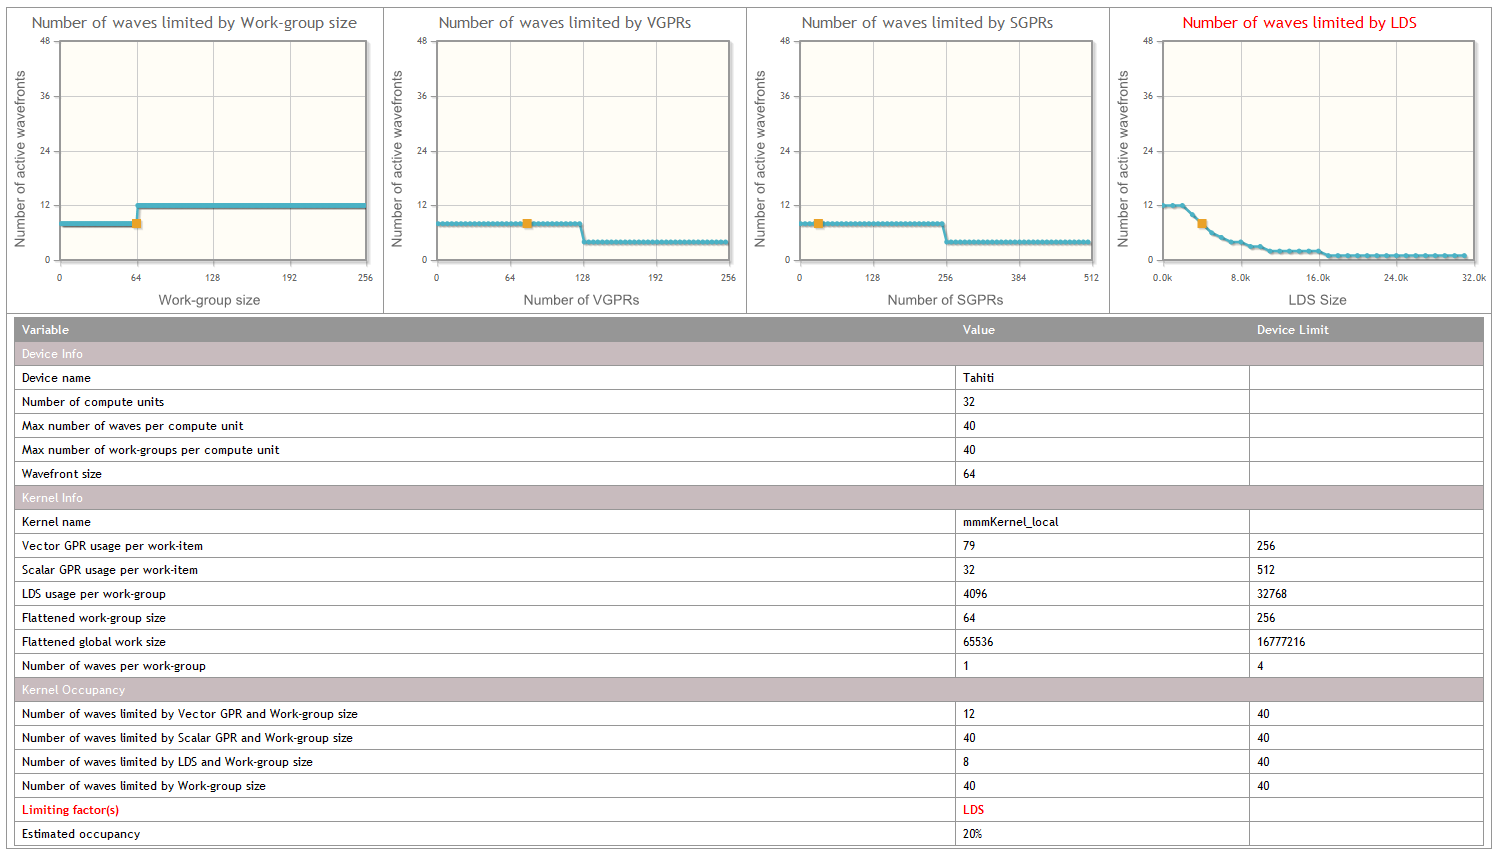 Number of waves limited by Work-group size
Number of active wavefronts
48
36
24
12
0
0 64 128 192 256
Work-group size
Number of waves limited by VGPRs
Number of active wavefronts
48
36
24
12
0
0 64 128 192 256
Number of VGPRs
Number of waves limited by SGPRs
Number of active wavefronts
48
36
24
12
0
0 128 256 384 512
Number of SGPRs
Number of waves limited by LDS
Number of active wavefronts
48
36
24
12
0
0.0k 8.0k 16.0k 24.0k 32.0k
LDS Size
Variable Value Device Limit
Device Info
Device name Tahiti
Number of compute units 32
Max number of waves per compute unit 40
Max number of work-groups per compute unit 40
Wavefront size 64
Kernel Info
Kernel name mmmKernel_local
Vector GPR usage per work-item 79 256
Scalar GPR usage per work-item 32 512
LDS usage per work-group 4096 32768
Flattened work-group size 64 256
Flattened global work size 65536 16777216
Number of waves per work-group 1 4
Kernel Occupancy
Number of waves limited by Vector GPR and Work-group size 12 40
Number of waves limited by Scalar GPR and Work-group size 40 40
Number of waves limited by LDS and Work-group size 8 40
Number of waves limited by Work-group size 40 40
Limiting factor(s) LDS
Estimated occupancy 20%